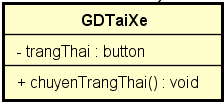 GDTaiXe
- trangThai : button
+ chuyenTrangThai() : void